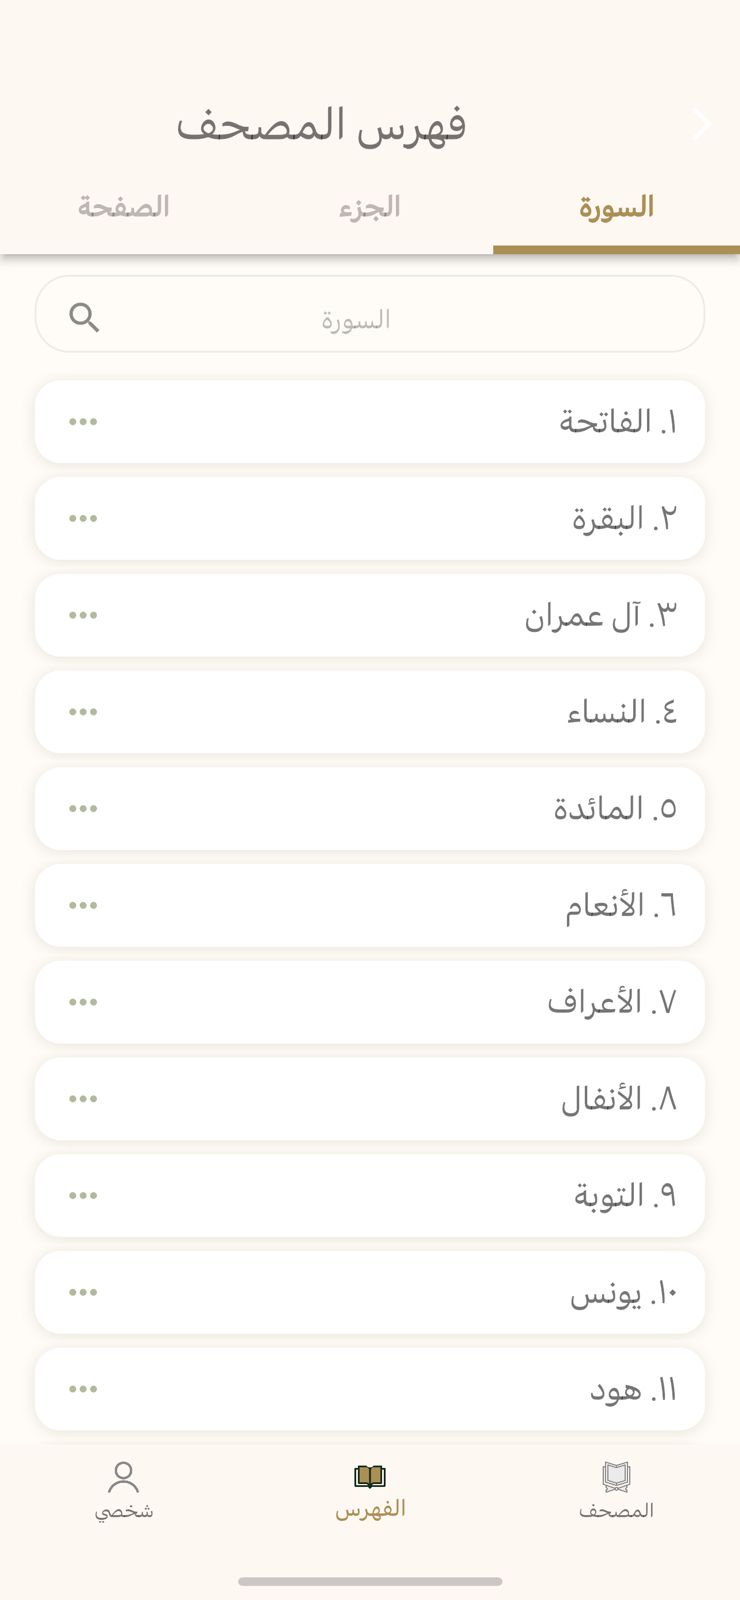 فهرس المصحف
السورة
الجزء
الصفحة
السورة
١. الفاتحة
٢. البقرة
٣. آل عمران
٤. النساء
٥. المائدة
٦. الأنعام
٧. الأعراف
٨. الأنفال
٩. التوبة
١٠. يونس
١١. هود
المصحف
الفهرس
شخصي